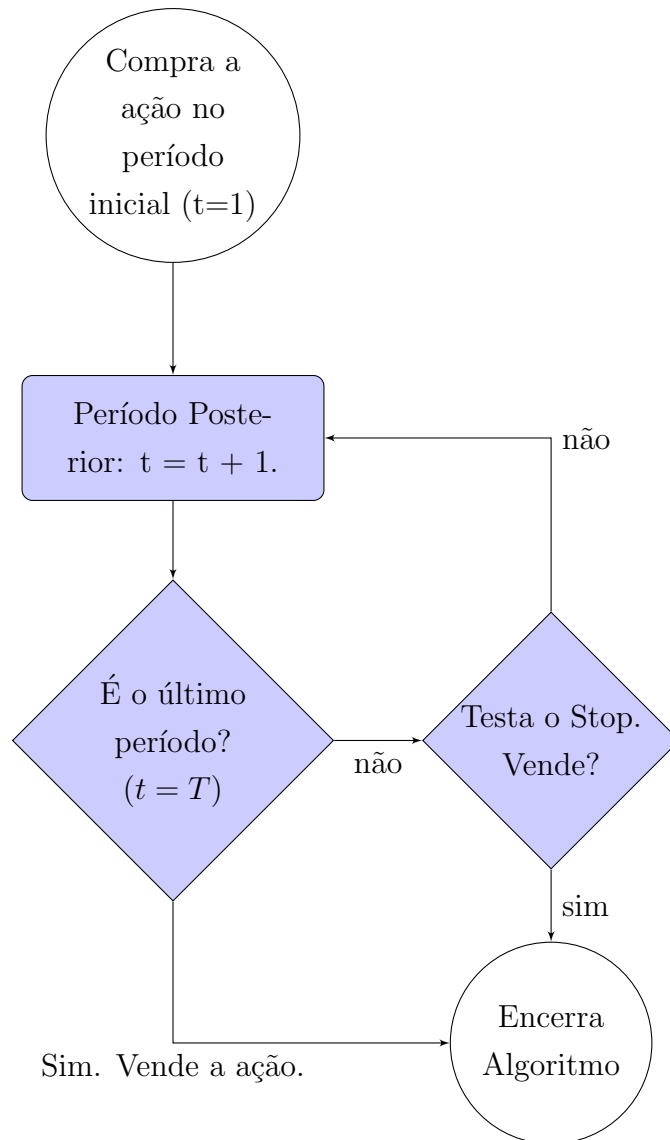 Compra a
ação no
período
inicial (t=1)
Período Poste-
rior: t = t + 1.
não
É o último
período?
(t = T)
não
Testa o Stop.
Vende?
sim
Sim. Vende a ação.
Encerra
Algoritmo